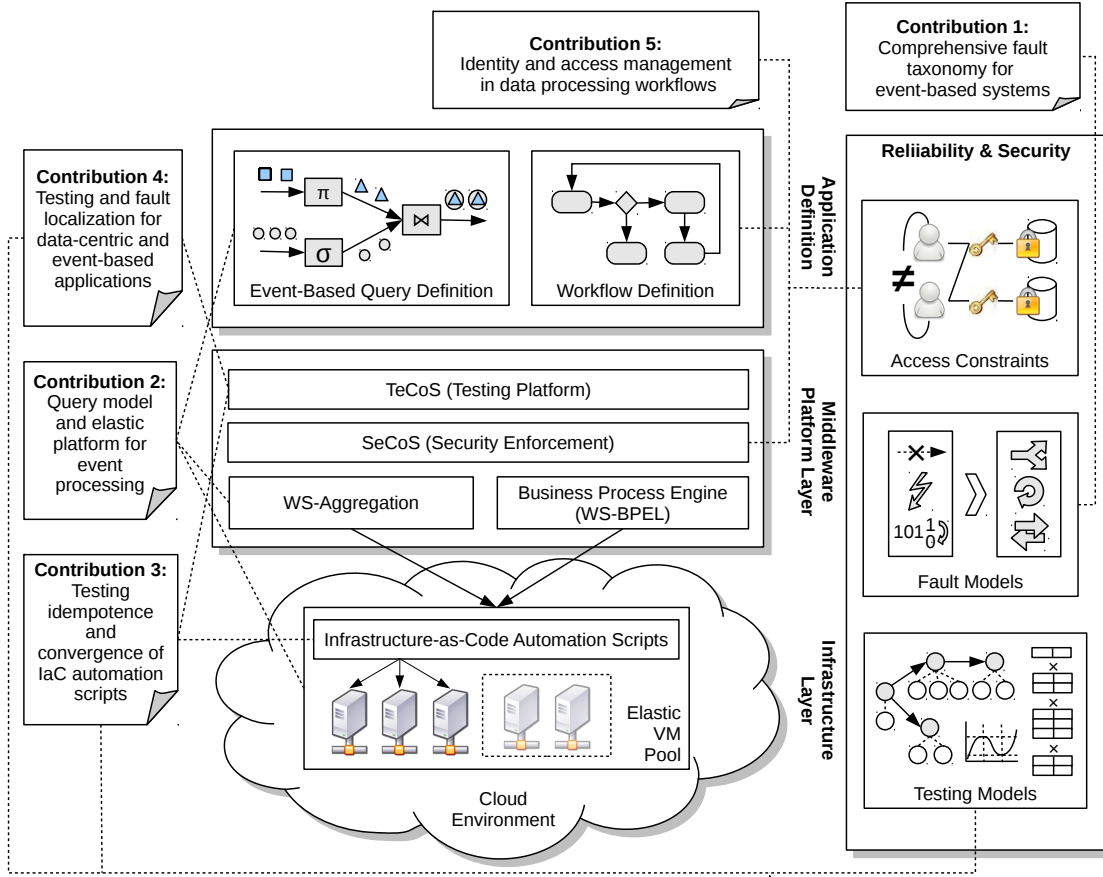 Contribution 5:
Identity and access management
in data processing workflows
Contribution 1:
Comprehensive fault
taxonomy for
event-based systems
Contribution 4:
Testing and fault
localization for
data-centric and
event-based
applications
Contribution 2:
Query model
and elastic
platform for
event
processing
Contribution 3:
Testing
idempotence
and
convergence of
IaC automation
scripts
π
σ
⋈
Event-Based Query Definition
Workflow Definition
Application
Definition
TeCoS (Testing Platform)
SeCoS (Security Enforcement)
WS-Aggregation
Business Process Engine
(WS-BPEL)
Middleware
Platform Layer
Infrastructure-as-Code Automation Scripts
Elastic
VM
Pool
Cloud
Environment
Infrastructure
Layer
Reliiability & Security
≠
Access Constraints
101 1
0
Fault Models
×
×
×
Testing Models